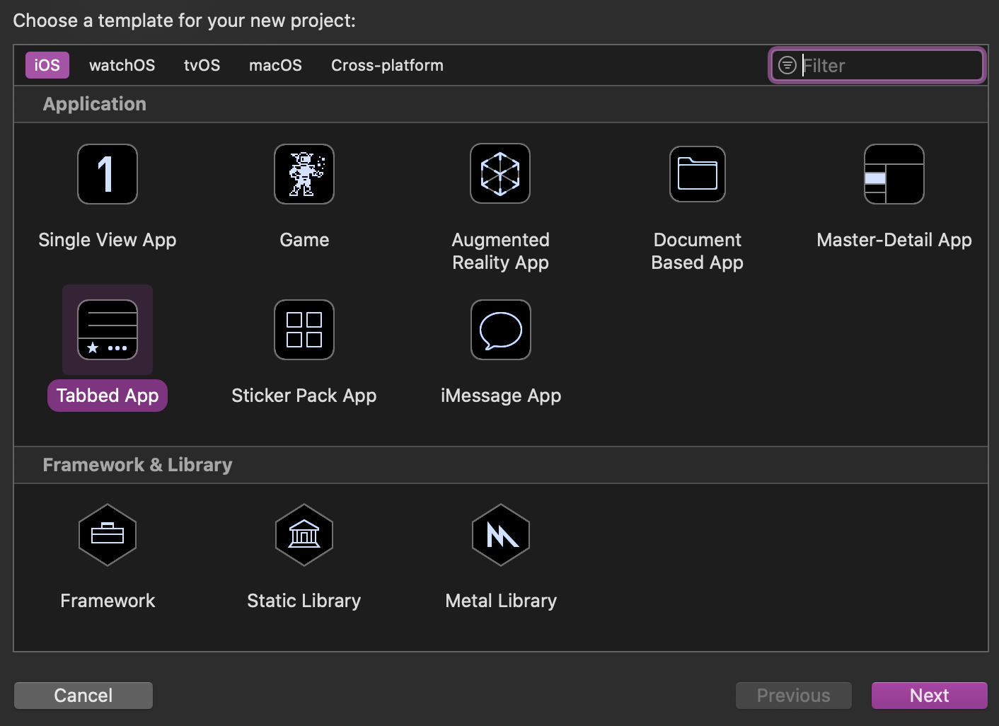 Choose a template for your new project:
iOS watchOS tvOS macOS Cross-platform Filter
Application
1
Single View App Game Augmented Reality App Document Based App Master-Detail App
Tabbed App Sticker Pack App iMessage App
Framework & Library
Framework Static Library Metal Library
Cancel Previous Next